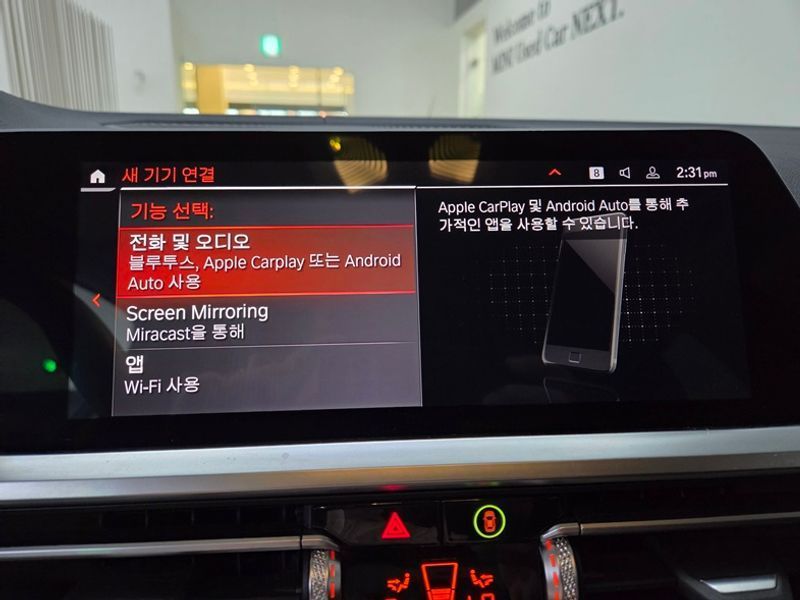 Welcome to
MINI Used Car NEXT.
새 기기 연결
8
2:31pm
기능 선택:
전화 및 오디오
블루투스, Apple Carplay 또는 Android
Auto 사용
Screen Mirroring
Miracast을 통해
앱
Wi-Fi 사용
Apple CarPlay 및 Android Auto를 통해 추
가적인 앱을 사용할 수 있습니다.